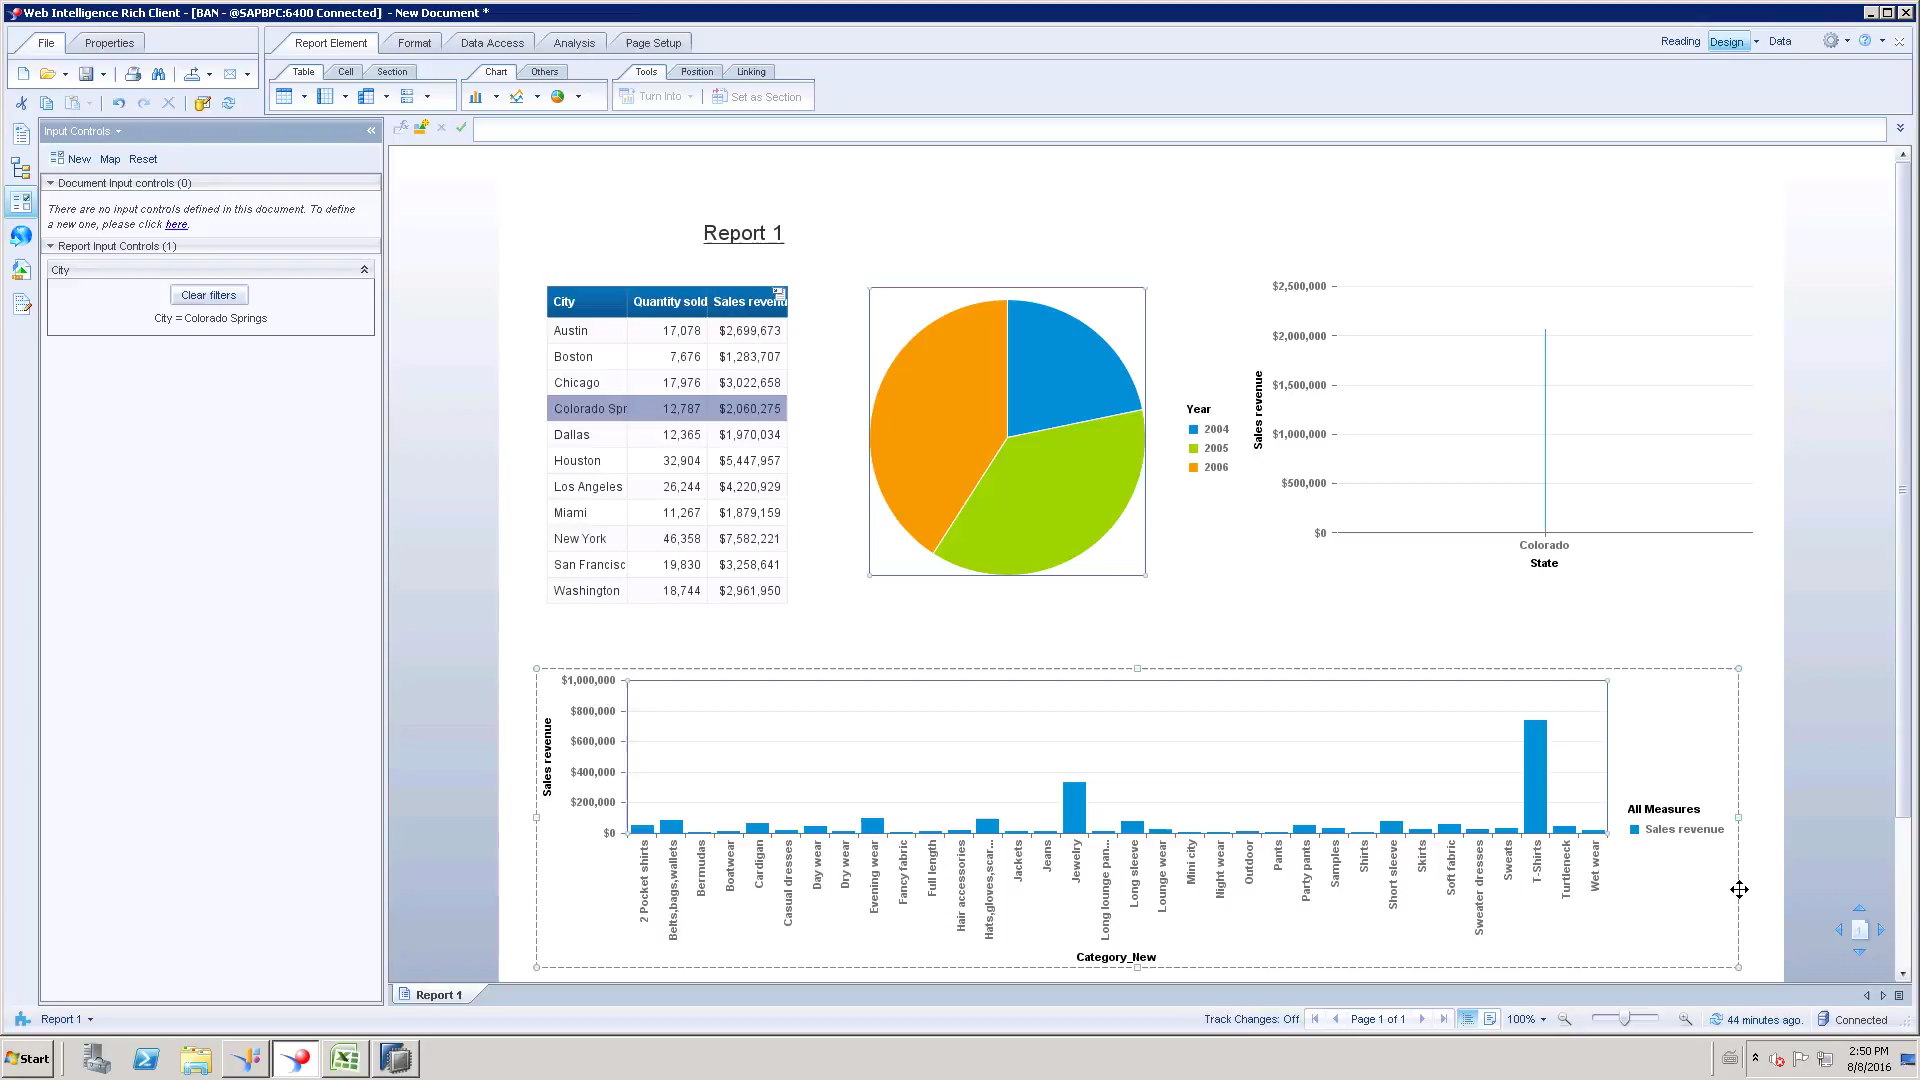 Web Intelligence Rich Client - [BAN - @SAPBPC:6400 Connected] - New Document *
File Properties Report Element Format Data Access Analysis Page Setup Reading Design Data
Table Cell Section Chart Others Tools Position Linking
Turn Into Set as Section
Input Controls
New Map Reset
Document Input controls (0)
There are no input controls defined in this document. To define
a new one, please click here.
Report Input Controls (1)
City
Clear filters
City = Colorado Springs
Report 1
City Quantity sold Sales revenu
Austin 17,078 $2,699,673
Boston 7,676 $1,283,707
Chicago 17,976 $3,022,658
Colorado Spr 12,787 $2,060,275
Dallas 12,365 $1,970,034
Houston 32,904 $5,447,957
Los Angeles 26,244 $4,220,929
Miami 11,267 $1,879,159
New York 46,358 $7,582,221
San Francisc 19,830 $3,258,641
Washington 18,744 $2,961,950
Year
2004
2005
2006
Sales revenue
$2,500,000
$2,000,000
$1,500,000
$1,000,000
$500,000
$0
Colorado
State
Sales revenue
$1,000,000
$800,000
$600,000
$400,000
$200,000
$0
2 Pocket shirts
Belts,bags,wallets
Bermudas
Boatwear
Cardigan
Casual dresses
Day wear
Dry wear
Evening wear
Fancy fabric
Full length
Hair accessories
Hats,gloves,scar...
Jackets
Jeans
Jewelry
Long lounge pan...
Long sleeve
Lounge wear
Mini city
Night wear
Outdoor
Pants
Party pants
Samples
Shirts
Short sleeve
Skirts
Soft fabric
Sweater dresses
Sweats
T-Shirts
Turtleneck
Wet wear
Category_New
All Measures
Sales revenue
Report 1
Report 1 Track Changes: Off Page 1 of 1 100% 44 minutes ago. Connected
Start
2:50 PM
8/8/2016